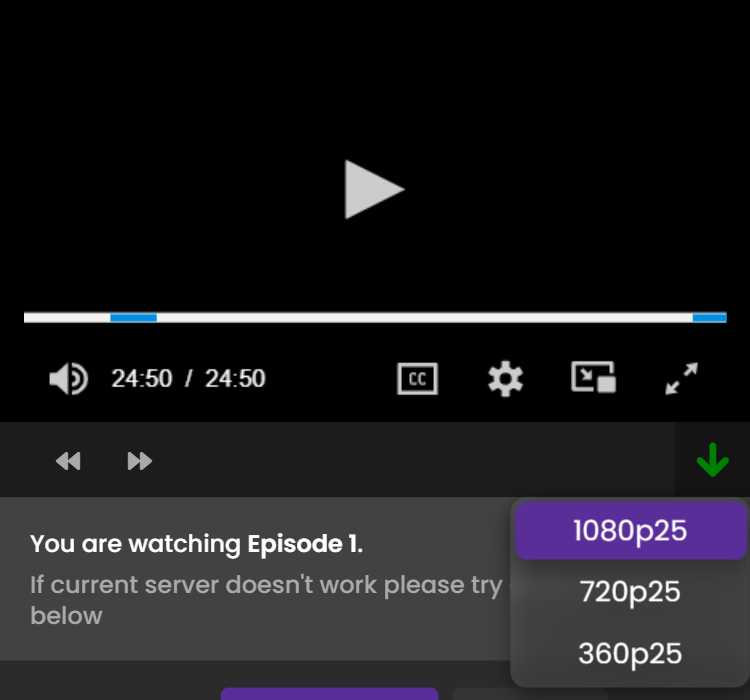 24:50 / 24:50
CC
You are watching Episode 1.
If current server doesn't work please try
below
1080p25
720p25
360p25